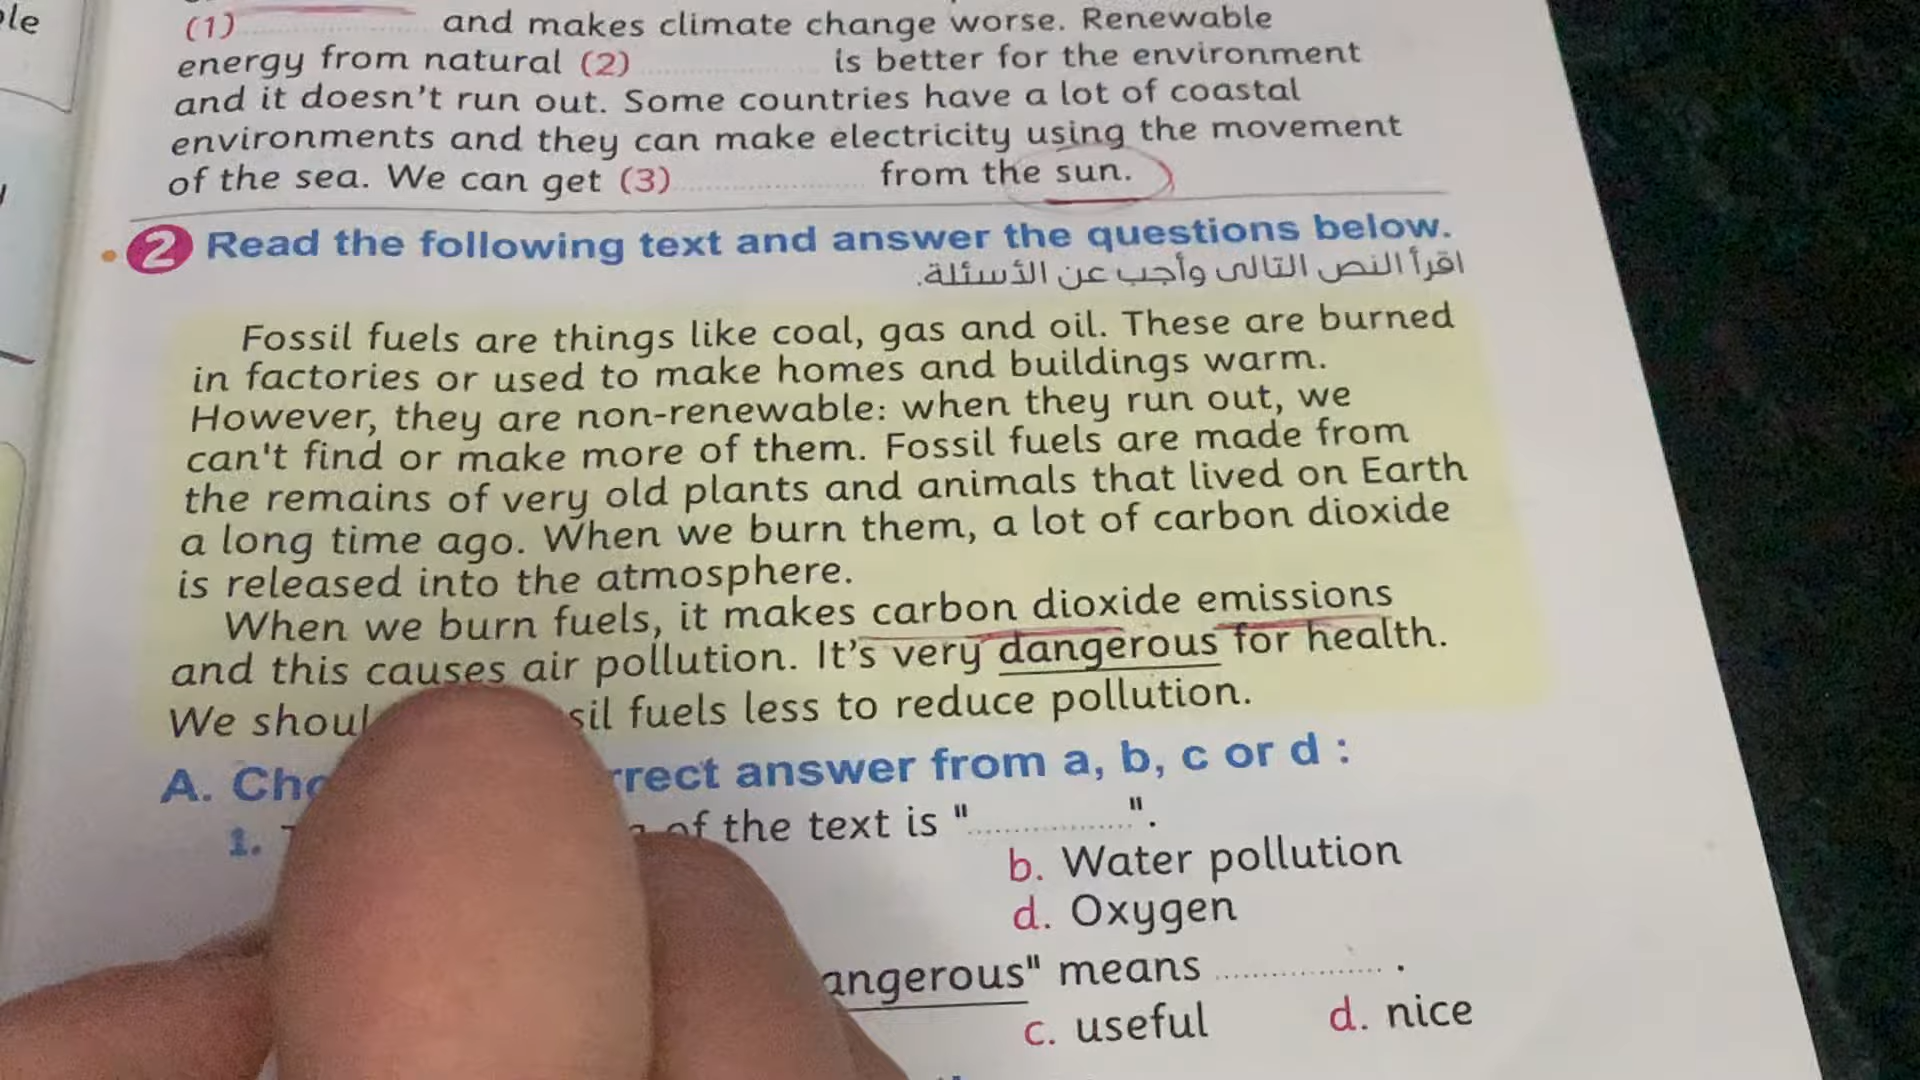 le
(1) .................... and makes climate change worse. Renewable
energy from natural (2) .................... is better for the environment
and it doesn't run out. Some countries have a lot of coastal
environments and they can make electricity using the movement
of the sea. We can get (3) .................... from the sun.
2 Read the following text and answer the questions below.
اقرأ النص التالى وأجب عن الأسئلة.
Fossil fuels are things like coal, gas and oil. These are burned
in factories or used to make homes and buildings warm.
However, they are non-renewable: when they run out, we
can't find or make more of them. Fossil fuels are made from
the remains of very old plants and animals that lived on Earth
a long time ago. When we burn them, a lot of carbon dioxide
is released into the atmosphere.
When we burn fuels, it makes carbon dioxide emissions
and this causes air pollution. It's very dangerous for health.
We shoul sil fuels less to reduce pollution.
A. Cho rrect answer from a, b, c or d :
1. of the text is "....................".
b. Water pollution
d. Oxygen
angerous" means .................... .
c. useful d. nice